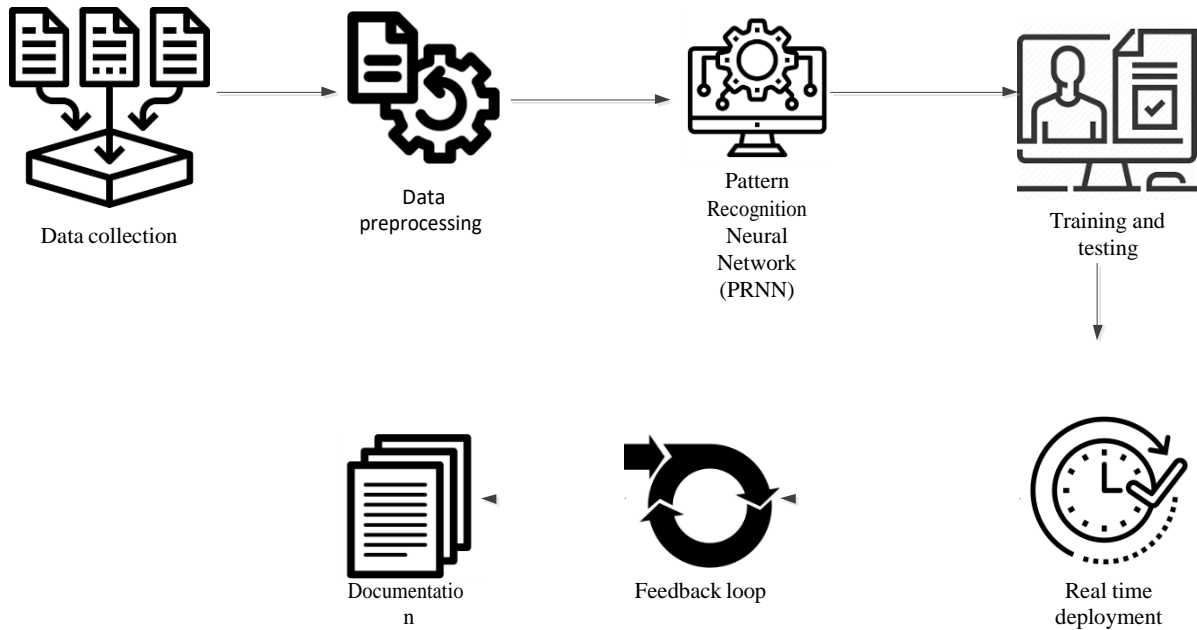 Data collection
Data
preprocessing
Pattern
Recognition
Neural
Network
(PRNN)
Training and
testing
Documentatio
n
Feedback loop
Real time
deployment